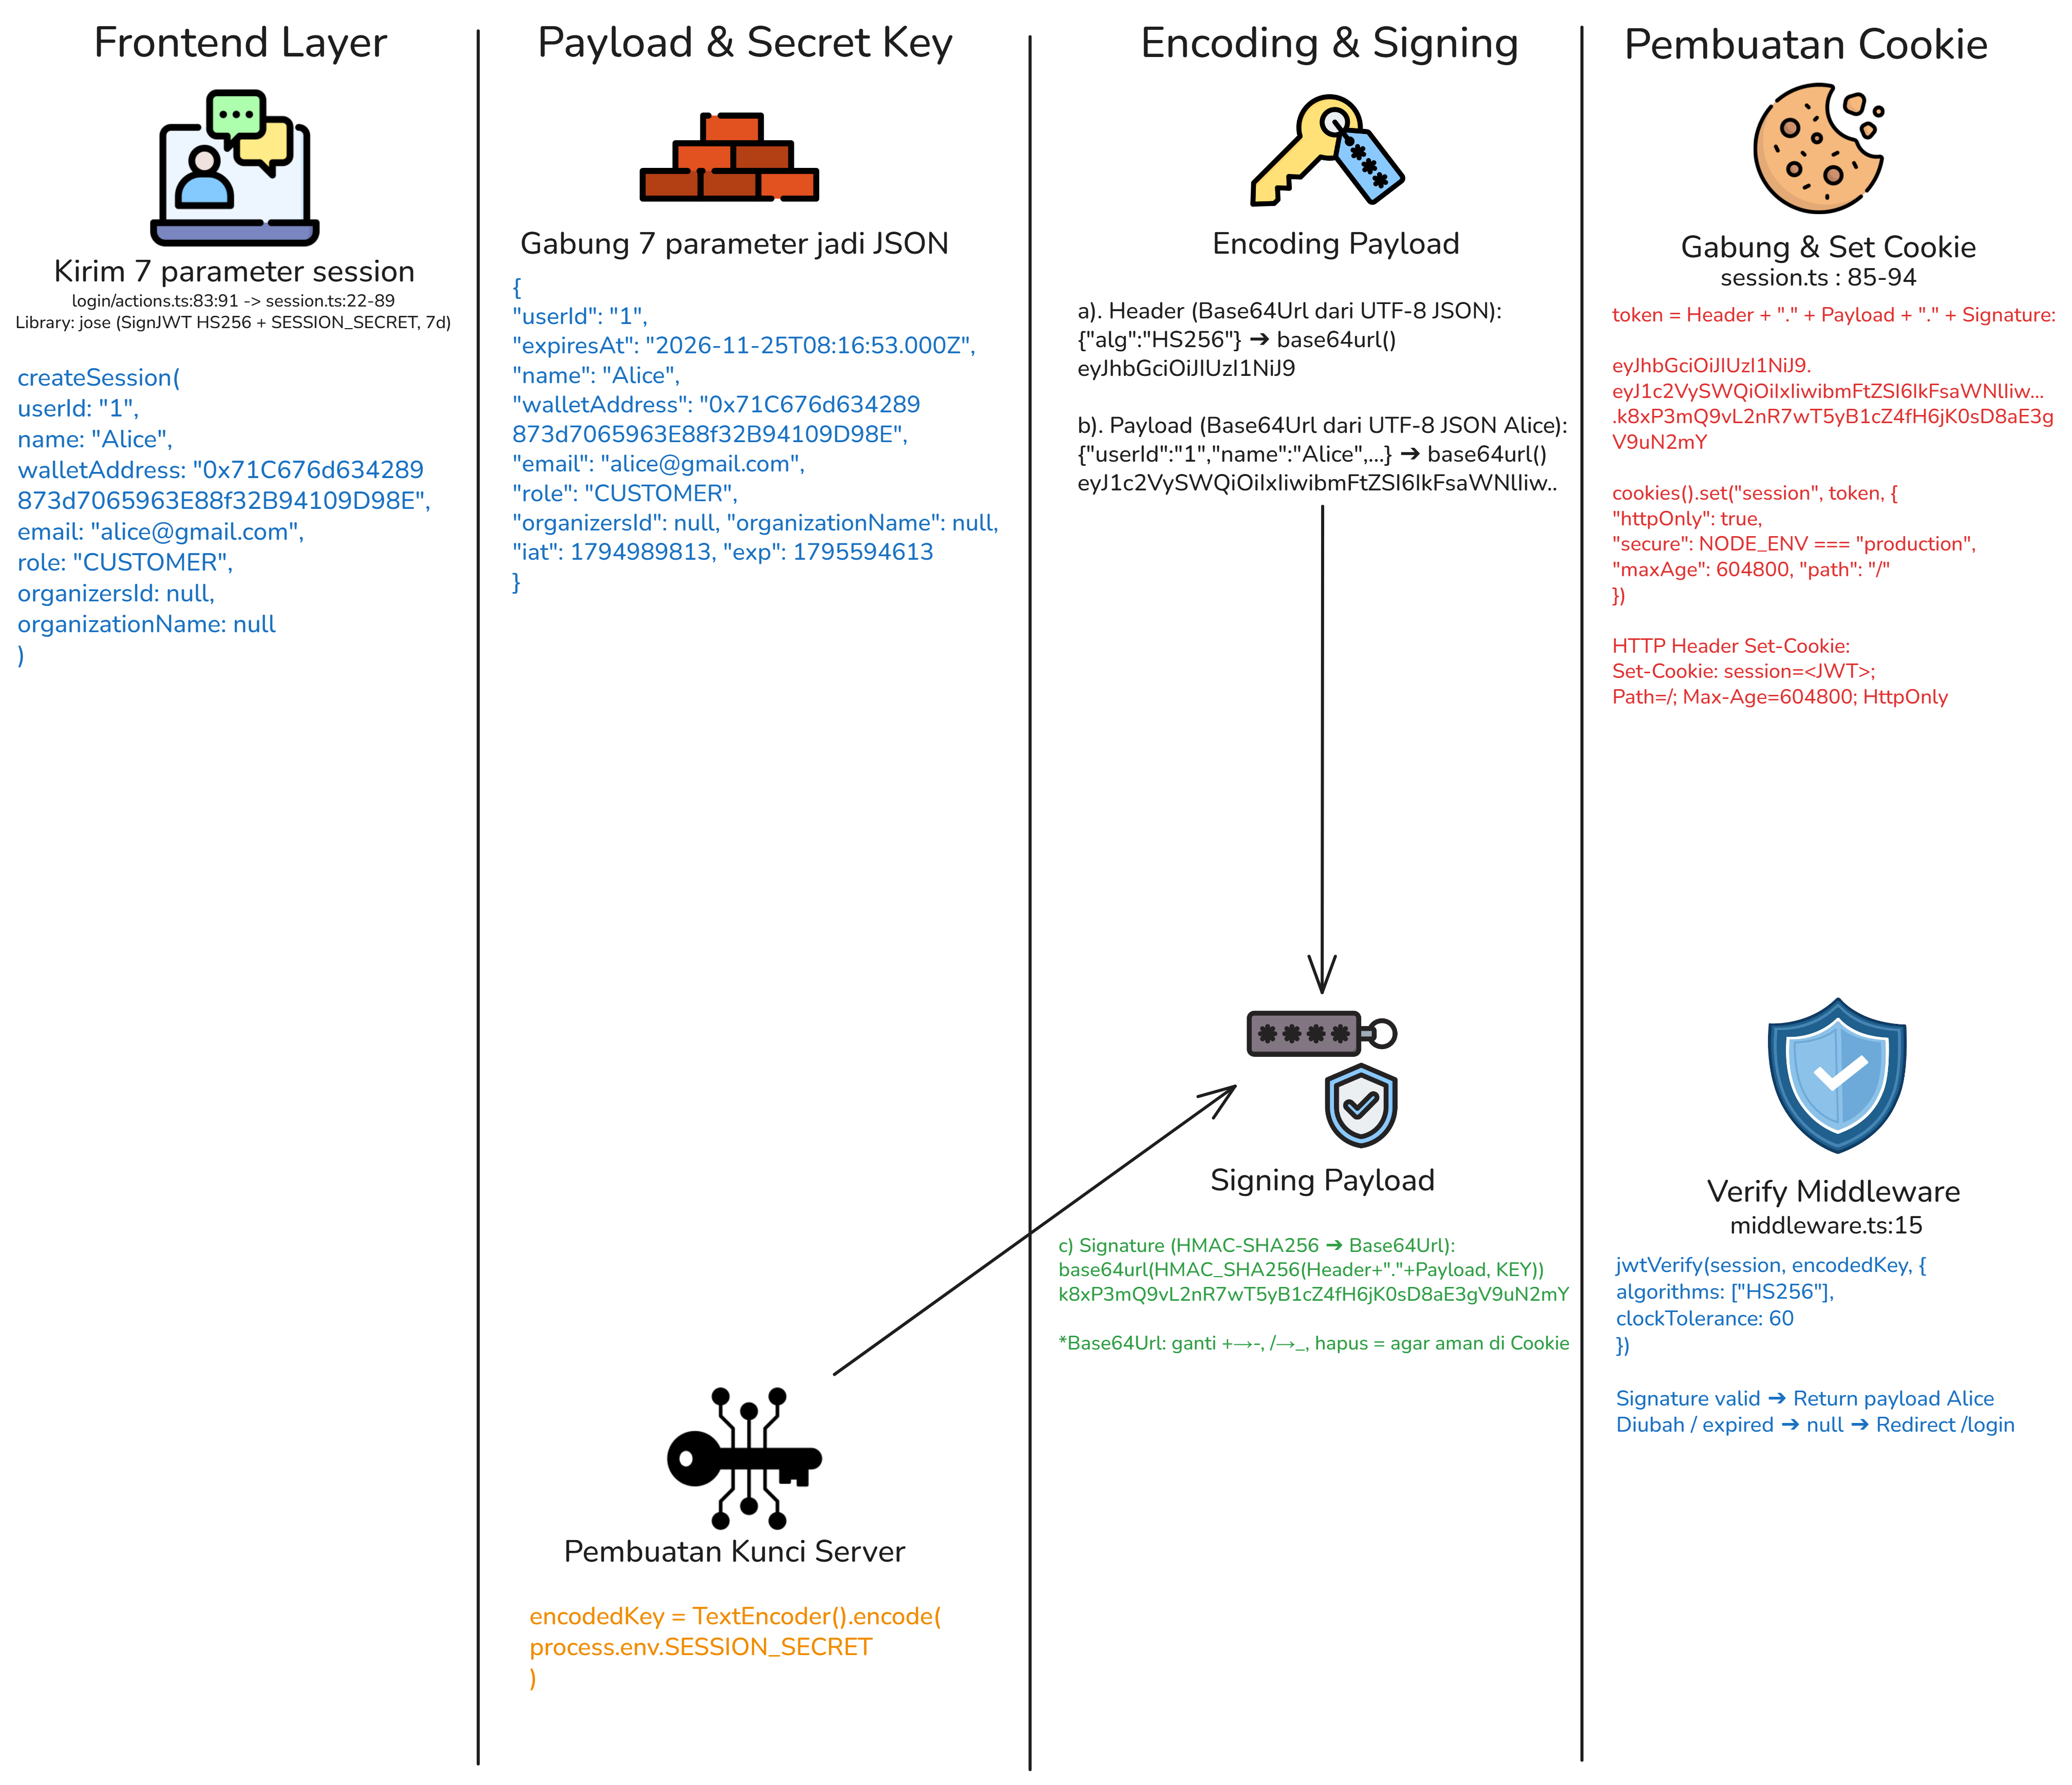 Frontend Layer
Kirim 7 parameter session
login/actions.ts:83:91 -> session.ts:22-89
Library: jose (SignJWT HS256 + SESSION_SECRET, 7d)
createSession(
userId: "1",
name: "Alice",
walletAddress: "0x71C676d634289
873d7065963E88f32B94109D98E",
email: "alice@gmail.com",
role: "CUSTOMER",
organizersId: null,
organizationName: null
)
Payload & Secret Key
Gabung 7 parameter jadi JSON
{
"userId": "1",
"expiresAt": "2026-11-25T08:16:53.000Z",
"name": "Alice",
"walletAddress": "0x71C676d634289
873d7065963E88f32B94109D98E",
"email": "alice@gmail.com",
"role": "CUSTOMER",
"organizersId": null, "organizationName": null,
"iat": 1794989813, "exp": 1795594613
}
Pembuatan Kunci Server
encodedKey = TextEncoder().encode(
process.env.SESSION_SECRET
)
Encoding & Signing
Encoding Payload
a). Header (Base64Url dari UTF-8 JSON):
{"alg":"HS256"} ➔ base64url()
eyJhbGciOiJIUzI1NiJ9
b). Payload (Base64Url dari UTF-8 JSON Alice):
{"userId":"1","name":"Alice",...} ➔ base64url()
eyJ1c2VySWQiOiIxIiwibmFtZSI6IkFsaWNlIiw..
Signing Payload
c) Signature (HMAC-SHA256 ➔ Base64Url):
base64url(HMAC_SHA256(Header+"."+Payload, KEY))
k8xP3mQ9vL2nR7wT5yB1cZ4fH6jK0sD8aE3gV9uN2mY
*Base64Url: ganti +→-, /→_, hapus = agar aman di Cookie
Pembuatan Cookie
Gabung & Set Cookie
session.ts : 85-94
token = Header + "." + Payload + "." + Signature:
eyJhbGciOiJIUzI1NiJ9.
eyJ1c2VySWQiOiIxIiwibmFtZSI6IkFsaWNlIiw...
.k8xP3mQ9vL2nR7wT5yB1cZ4fH6jK0sD8aE3g
V9uN2mY
cookies().set("session", token, {
"httpOnly": true,
"secure": NODE_ENV === "production",
"maxAge": 604800, "path": "/"
})
HTTP Header Set-Cookie:
Set-Cookie: session=<JWT>;
Path=/; Max-Age=604800; HttpOnly
Verify Middleware
middleware.ts:15
jwtVerify(session, encodedKey, {
algorithms: ["HS256"],
clockTolerance: 60
})
Signature valid ➔ Return payload Alice
Diubah / expired ➔ null ➔ Redirect /login